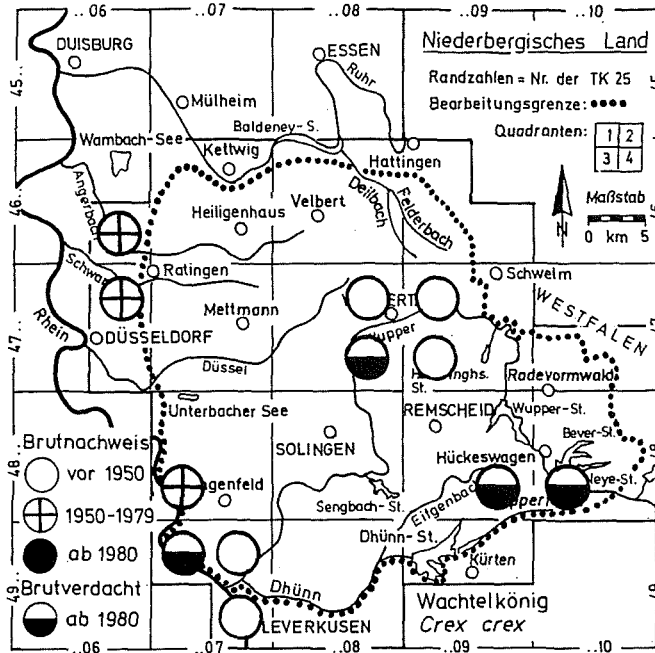 ..06 ..07 ..08 ..09 ..10
DUISBURG
ESSEN
Ruhr
Niederbergisches Land
Randzahlen = Nr. der TK 25
Bearbeitungsgrenze:
Quadranten:
1 2
3 4
45..
Mülheim
Baldeney-S.
Wambach-See
Kettwig
Hattingen
Angerbach
Deilbach
Felderbach
Maßstab
0 km 5
N
46..
Heiligenhaus
Velbert
Schwar
Ratingen
Schwelm
WESTFALEN
Mettmann
ERT
Wupper
Rhein
DÜSSELDORF
47..
Düssel
St.
Radevormwald
Unterbacher See
REMSCHEID
Wupper-St.
Bever-St.
Brutnachweis
SOLINGEN
Hückeswagen
vor 1950
48..
ngenfeld
Sengbach-St.
Eifgenbach
Neye-St.
1950-1979
Dhünn-St.
ab 1980
Kürten
Brutverdacht
Dhünn
ab 1980
49..
LEVERKUSEN
Wachtelkönig
Crex crex
..06 ..07 ..08 ..09 ..10